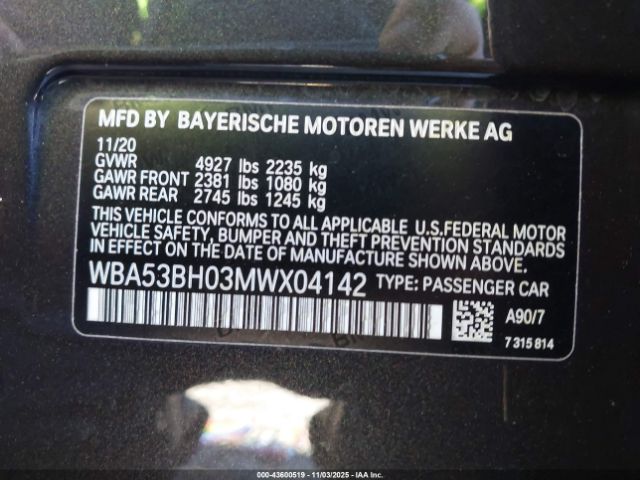 MFD BY BAYERISCHE MOTOREN WERKE AG
11/20
GVWR 4927 lbs 2235 kg
GAWR FRONT 2381 lbs 1080 kg
GAWR REAR 2745 lbs 1245 kg
THIS VEHICLE CONFORMS TO ALL APPLICABLE U.S.FEDERAL MOTOR
VEHICLE SAFETY, BUMPER AND THEFT PREVENTION STANDARDS
IN EFFECT ON THE DATE OF MANUFACTURE SHOWN ABOVE.
WBA53BH03MWX04142 TYPE: PASSENGER CAR
A90/7
7 315 814
000-43600519 | 11/03/2025 - IAA Inc.